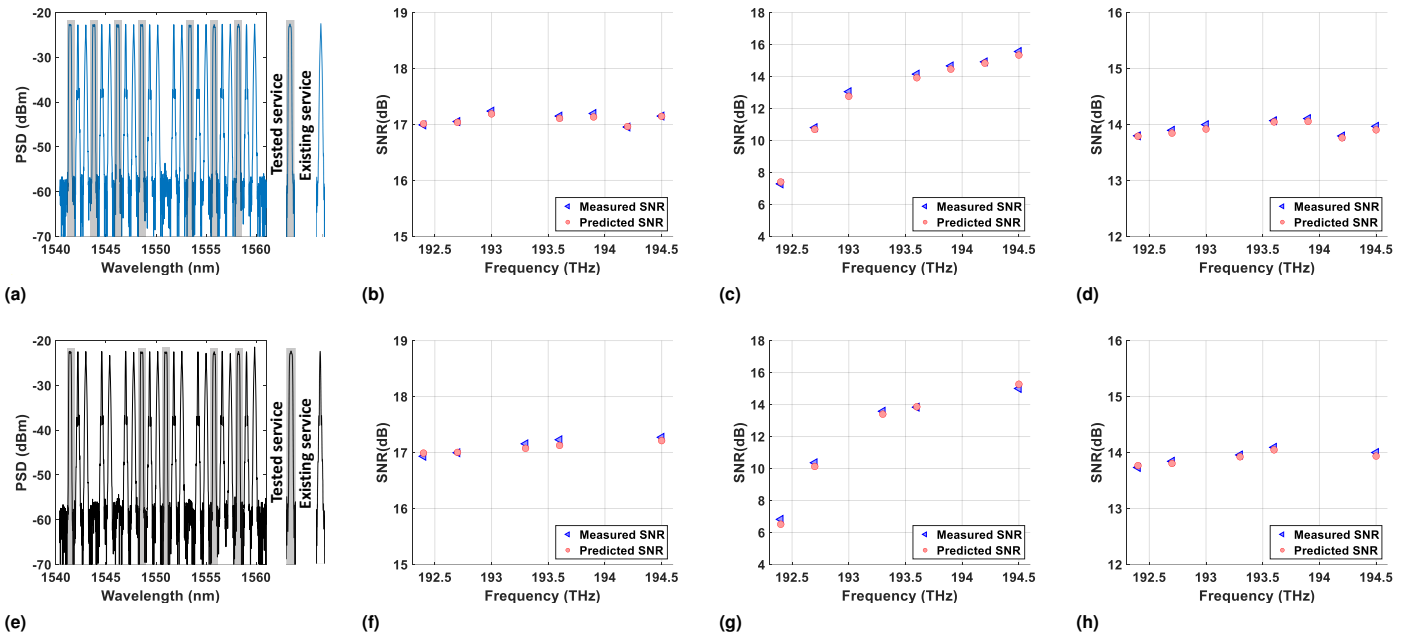 -20
-30
-40
-50
-60
-70
PSD (dBm)
1540 1545 1550 1555 1560
Wavelength (nm)
Tested service
Existing service
(a)
19
18
17
16
15
SNR(dB)
Measured SNR
Predicted SNR
192.5 193 193.5 194 194.5
Frequency (THz)
(b)
18
16
14
12
10
8
6
4
SNR(dB)
Measured SNR
Predicted SNR
192.5 193 193.5 194 194.5
Frequency (THz)
(c)
16
15
14
13
12
SNR(dB)
Measured SNR
Predicted SNR
192.5 193 193.5 194 194.5
Frequency (THz)
(d)
-20
-30
-40
-50
-60
-70
PSD (dBm)
1540 1545 1550 1555 1560
Wavelength (nm)
Tested service
Existing service
(e)
19
18
17
16
15
SNR(dB)
Measured SNR
Predicted SNR
192.5 193 193.5 194 194.5
Frequency (THz)
(f)
18
16
14
12
10
8
6
4
SNR(dB)
Measured SNR
Predicted SNR
192.5 193 193.5 194 194.5
Frequency (THz)
(g)
16
15
14
13
12
SNR(dB)
Measured SNR
Predicted SNR
192.5 193 193.5 194 194.5
Frequency (THz)
(h)